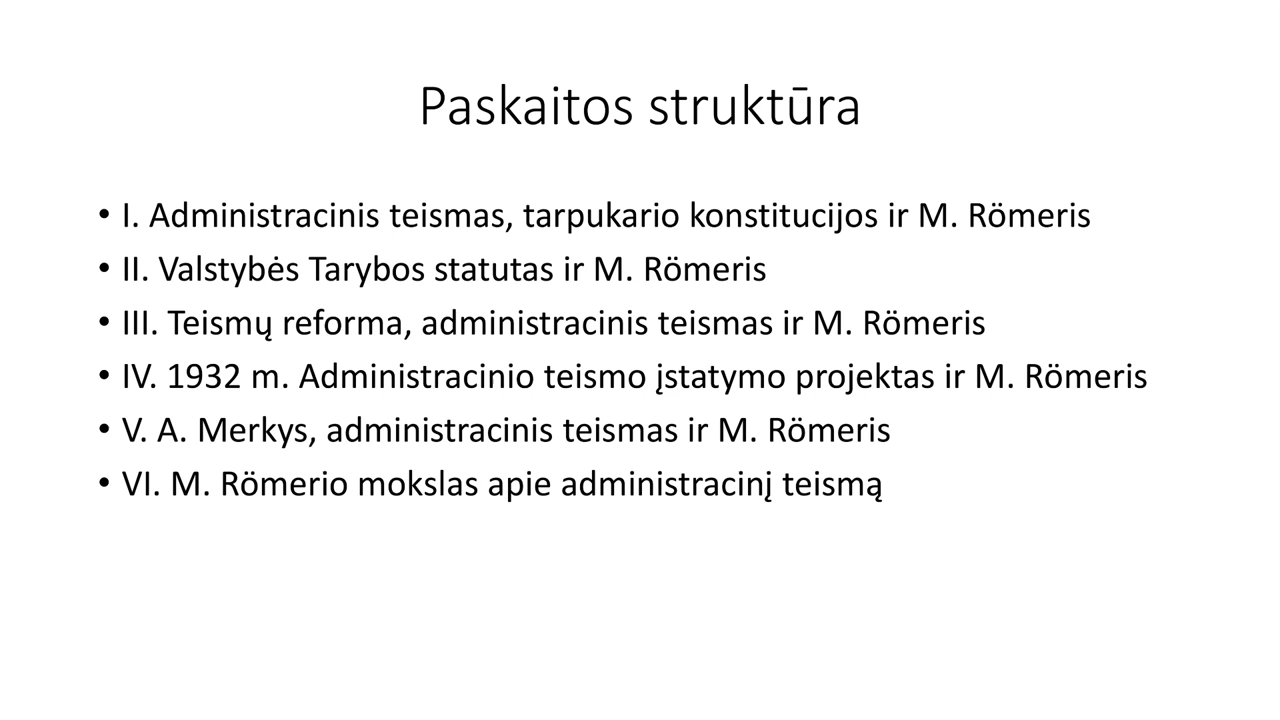 Paskaitos struktūra
• I. Administracinis teismas, tarpukario konstitucijos ir M. Römeris
• II. Valstybės Tarybos statutas ir M. Römeris
• III. Teismų reforma, administracinis teismas ir M. Römeris
• IV. 1932 m. Administracinio teismo įstatymo projektas ir M. Römeris
• V. A. Merkys, administracinis teismas ir M. Römeris
• VI. M. Römerio mokslas apie administracinį teismą